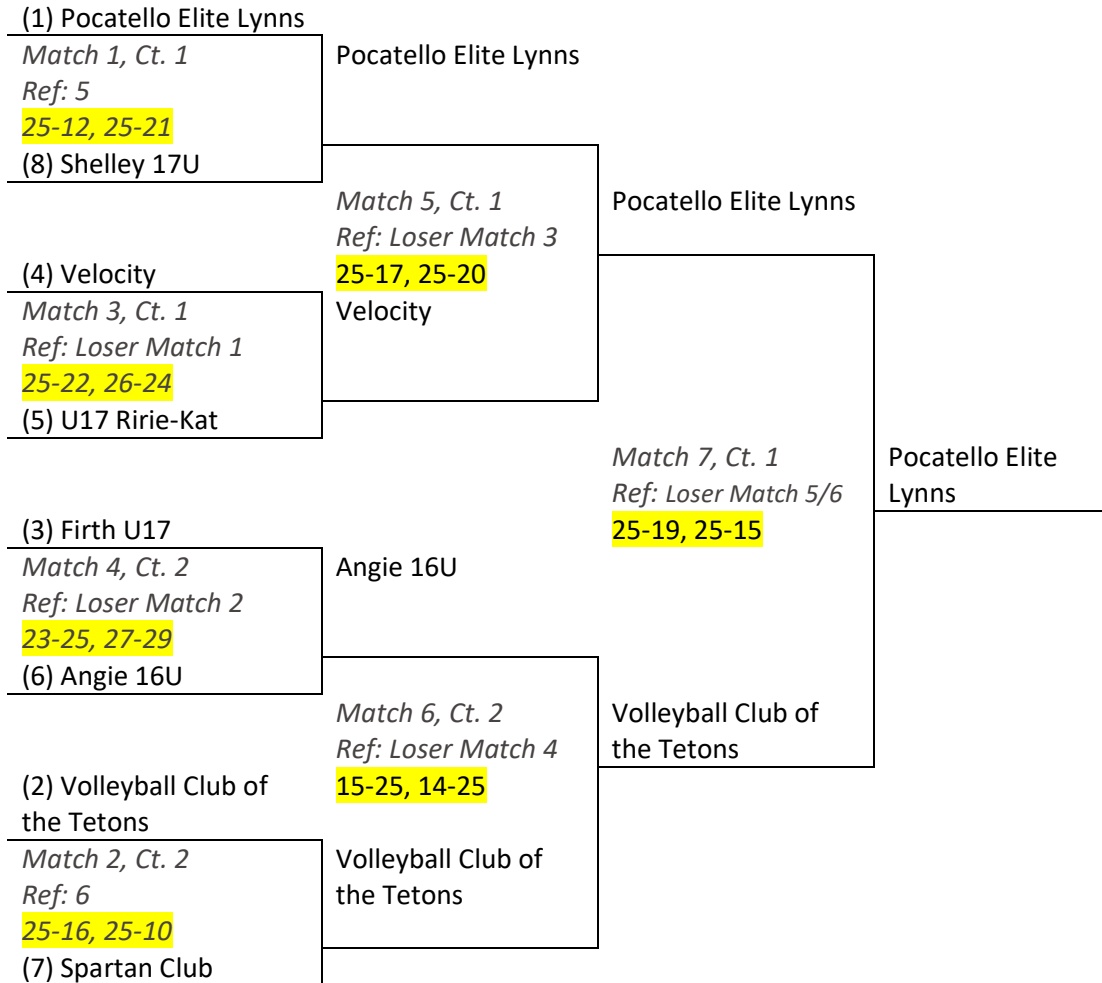 (1) Pocatello Elite Lynns
Match 1, Ct. 1
Ref: 5
25-12, 25-21
(8) Shelley 17U
Pocatello Elite Lynns
(4) Velocity
Match 3, Ct. 1
Ref: Loser Match 1
25-22, 26-24
(5) U17 Ririe-Kat
Match 5, Ct. 1
Ref: Loser Match 3
25-17, 25-20
Velocity
Pocatello Elite Lynns
(3) Firth U17
Match 4, Ct. 2
Ref: Loser Match 2
23-25, 27-29
(6) Angie 16U
Angie 16U
(2) Volleyball Club of
the Tetons
Match 2, Ct. 2
Ref: 6
25-16, 25-10
(7) Spartan Club
Match 6, Ct. 2
Ref: Loser Match 4
15-25, 14-25
Volleyball Club of
the Tetons
Volleyball Club of
the Tetons
Match 7, Ct. 1
Ref: Loser Match 5/6
25-19, 25-15
Pocatello Elite
Lynns